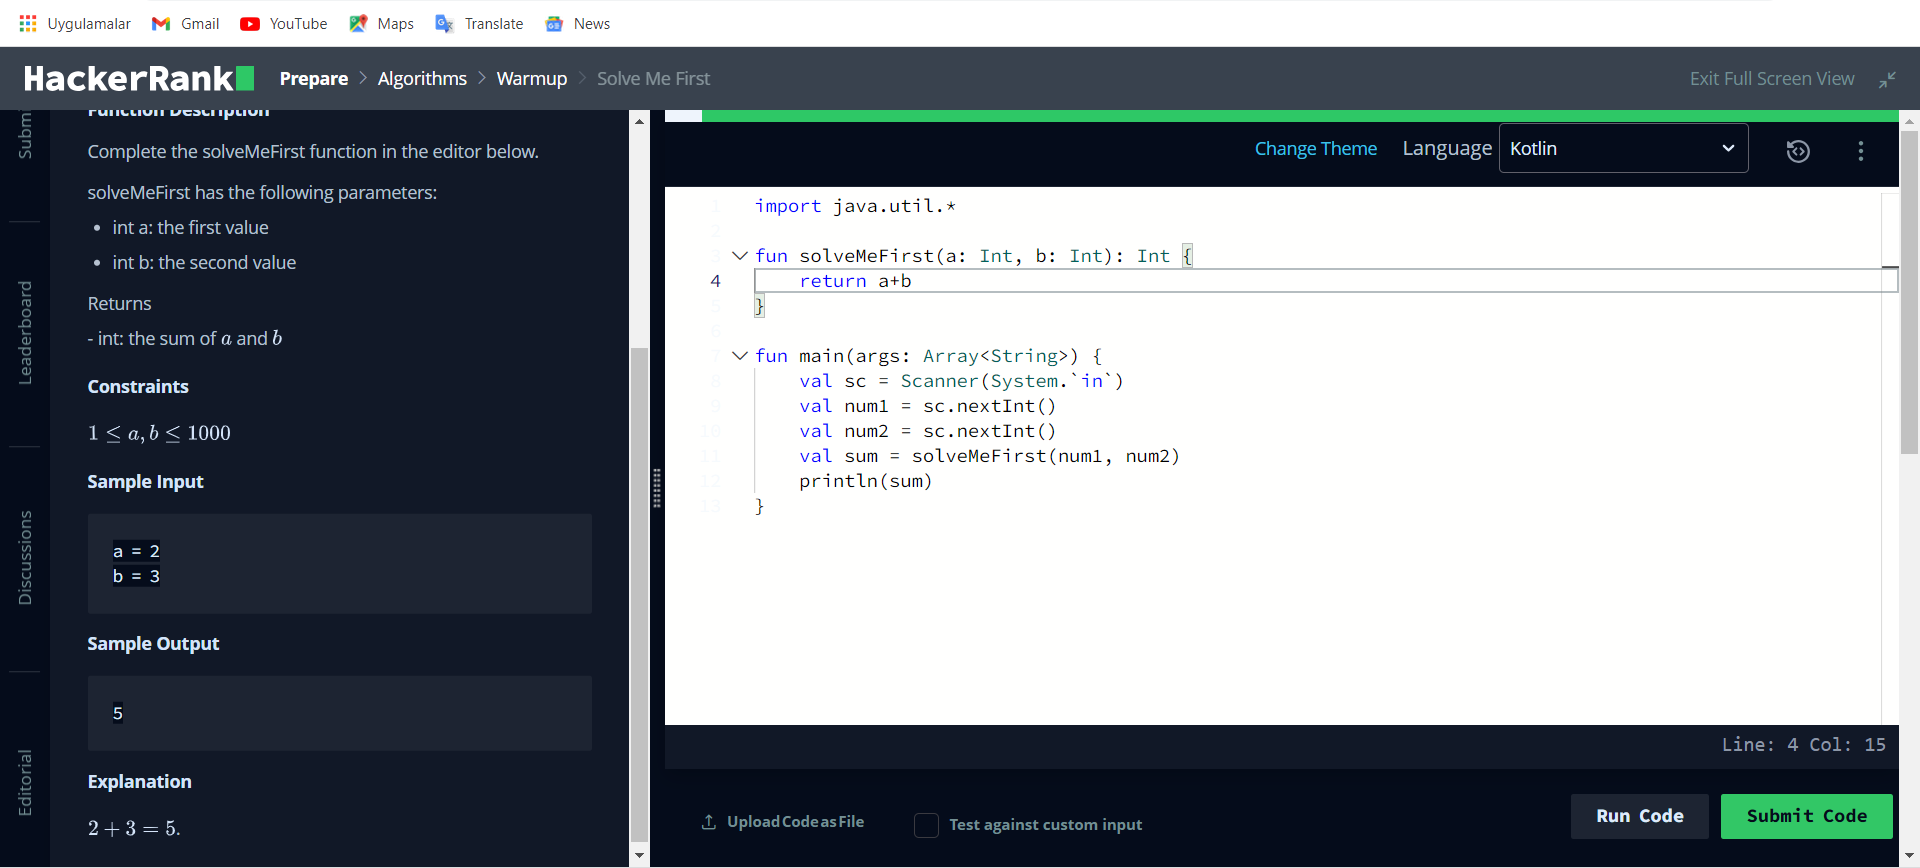 Uygulamalar Gmail YouTube Maps Translate News
HackerRank Prepare > Algorithms > Warmup > Solve Me First Exit Full Screen View
Submi
Leaderboard
Discussions
Editorial
Function Description
Complete the solveMeFirst function in the editor below.
solveMeFirst has the following parameters:
• int a: the first value
• int b: the second value
Returns
- int: the sum of a and b
Constraints
1 ≤ a, b ≤ 1000
Sample Input
a = 2
b = 3
Sample Output
5
Explanation
2 + 3 = 5.
Change Theme Language Kotlin
1 import java.util.*
2
3 fun solveMeFirst(a: Int, b: Int): Int {
4     return a+b
5 }
6
7 fun main(args: Array<String>) {
8     val sc = Scanner(System.`in`)
9     val num1 = sc.nextInt()
10     val num2 = sc.nextInt()
11     val sum = solveMeFirst(num1, num2)
12     println(sum)
13 }
Line: 4 Col: 15
Upload Code as File Test against custom input Run Code Submit Code